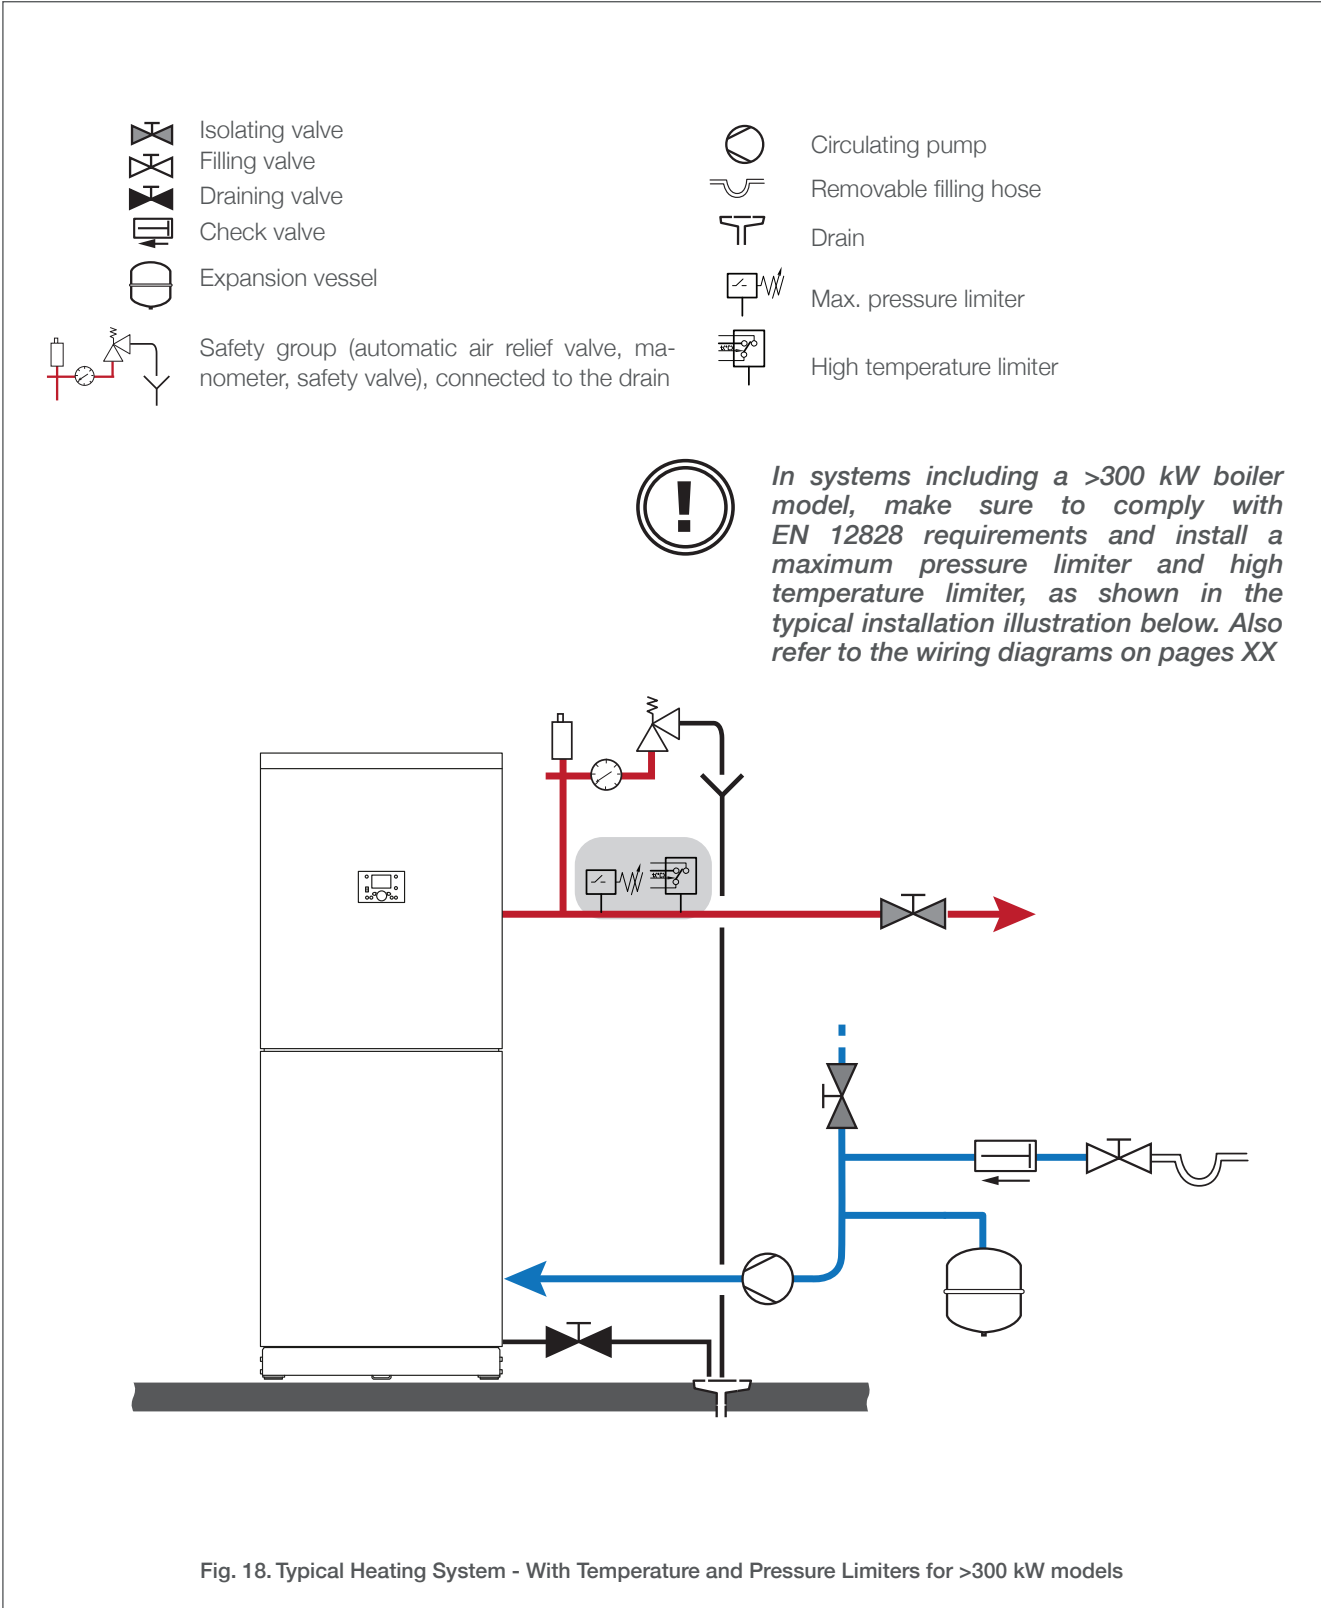 Isolating valve
Filling valve
Draining valve
Check valve
Expansion vessel
Safety group (automatic air relief valve, ma-
nometer, safety valve), connected to the drain
Circulating pump
Removable filling hose
Drain
Max. pressure limiter
High temperature limiter
In systems including a >300 kW boiler
model, make sure to comply with
EN 12828 requirements and install a
maximum pressure limiter and high
temperature limiter, as shown in the
typical installation illustration below. Also
refer to the wiring diagrams on pages XX
Fig. 18. Typical Heating System - With Temperature and Pressure Limiters for >300 kW models